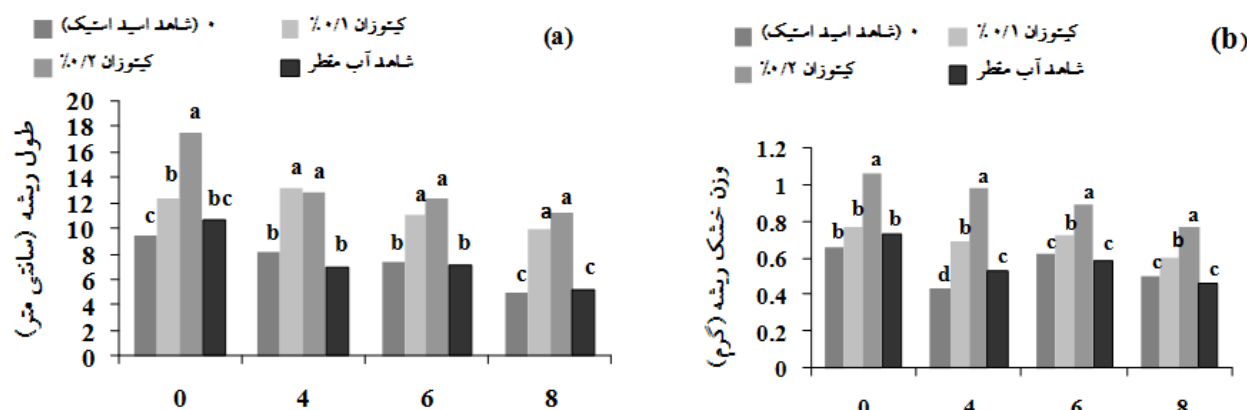 ۰ (شاهد اسید استیک)
کیتوزان ۰/۱ ٪
(a)
کیتوزان ۰/۲٪
شاهد آب مقطر
طول ریشه (سانتی متر)
20
18
16
14
12
10
8
6
4
2
0
c b a bc
b a a b
b a a b
c a a c
0 4 6 8
۰ (شاهد اسید استیک)
کیتوزان ۰/۱ ٪
(b)
کیتوزان ۰/۲٪
شاهد آب مقطر
وزن خشک ریشه (گرم)
1.2
1
0.8
0.6
0.4
0.2
0
b b a b
d b a c
c b a c
c b a c
0 4 6 8